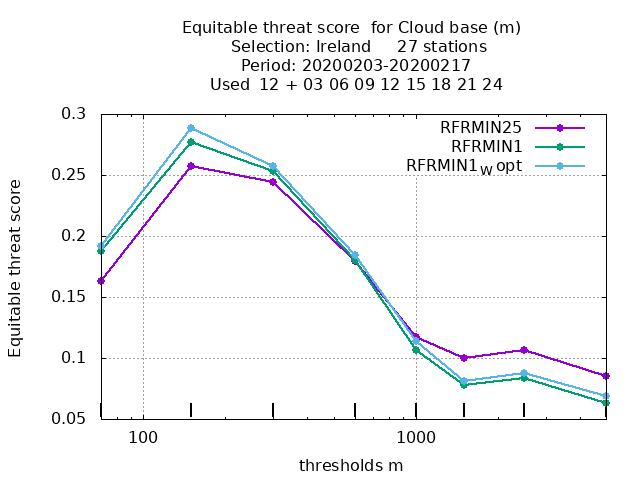 Equitable threat score  for Cloud base (m)
Selection: Ireland     27 stations
Period: 20200203-20200217
Used  12 + 03 06 09 12 15 18 21 24
0.3
RFRMIN25
RFRMIN1
RFRMIN1w opt
0.25
0.2
0.15
0.1
0.05
Equitable threat score
100
1000
thresholds m